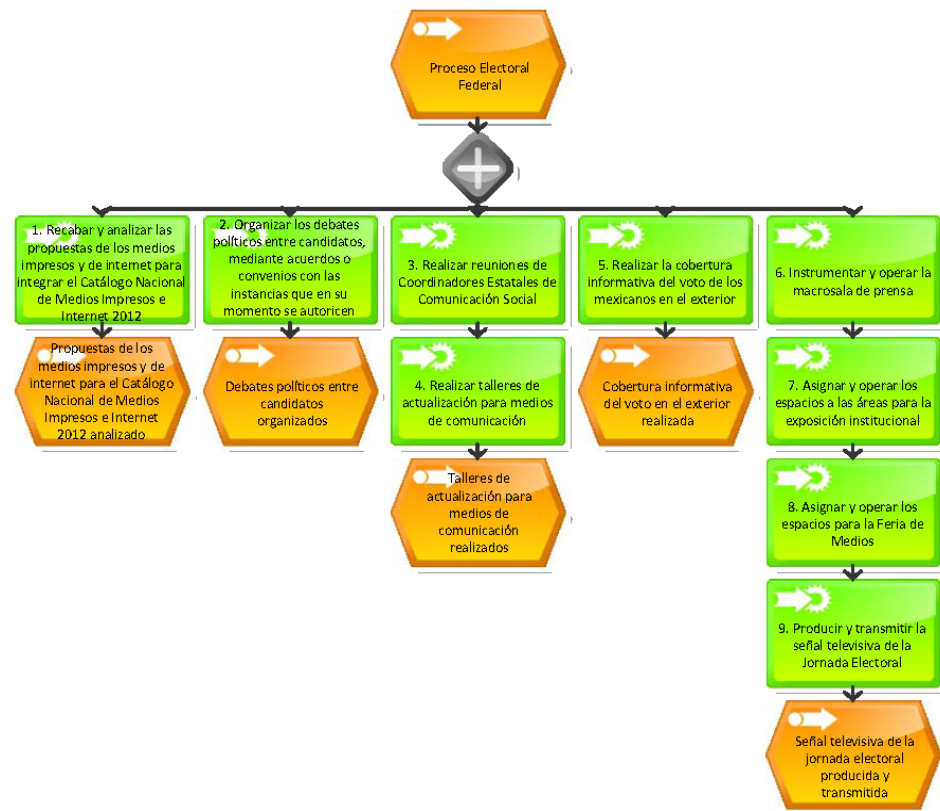 Proceso Electoral
Federal
1. Recabar y analizar las
propuestas de los medios
impresos y de internet para
integrar el Catálogo Nacional
de Medios Impresos e
Internet 2012
2. Organizar los debates
políticos entre candidatos,
mediante acuerdos o
convenios con las
instancias que en su
momento se autoricen
3. Realizar reuniones de
Coordinadores Estatales
de Comunicación Social
5. Realizar la cobertura
informativa del voto de los
mexicanos en el exterior
6. Instrumentar y operar la
macrosala de prensa
Propuestas de los
medios impresos y de
internet para el Catálogo
Nacional de Medios
Impresos e Internet
2012 analizado
Debates políticos entre
candidatos
organizados
4. Realizar talleres de
actualización para medios
de comunicación
Cobertura informativa
del voto en el exterior
realizada
7. Asignar y operar los
espacios a las áreas para la
exposición institucional
Talleres de
actualización para
medios de
comunicación
realizados
8. Asignar y operar los
espacios para la Feria de
Medios
9. Producir y transmitir la
señal televisiva de la
Jornada Electoral
Señal televisiva de la
jornada electoral
producida y
transmitida